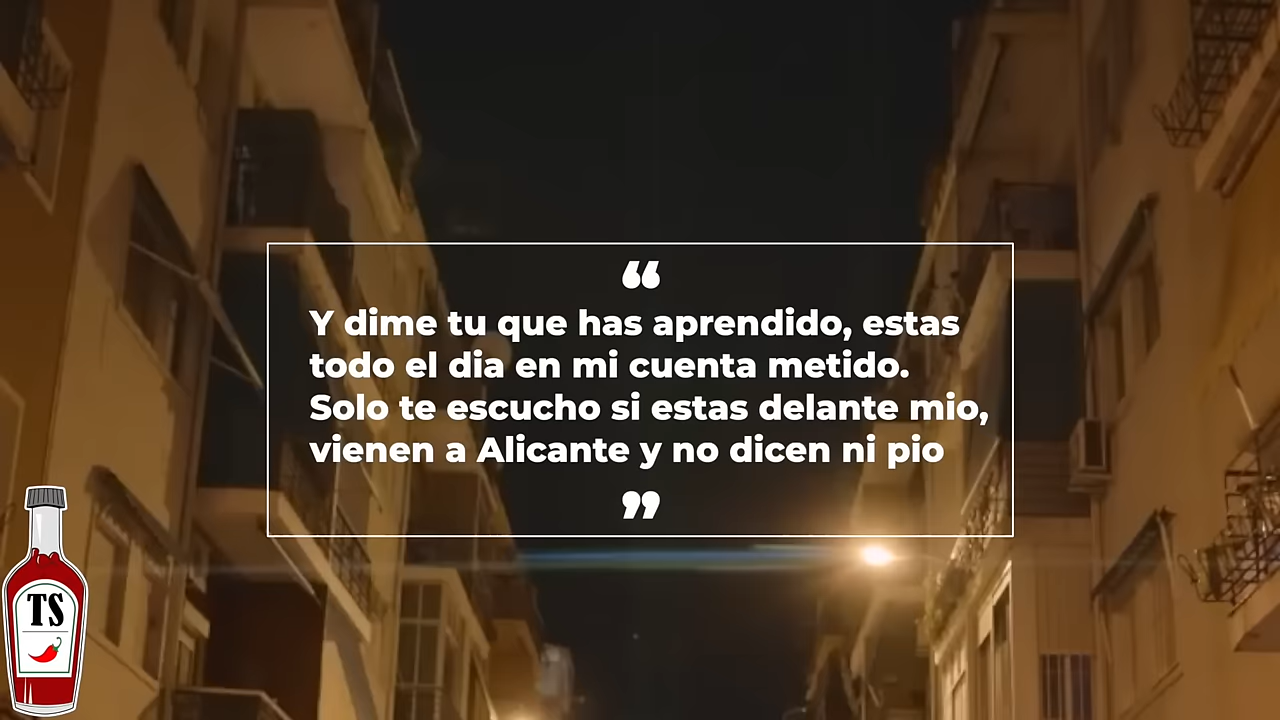 ❝
Y dime tu que has aprendido, estas
todo el dia en mi cuenta metido.
Solo te escucho si estas delante mio,
vienen a Alicante y no dicen ni pio
❞
TS